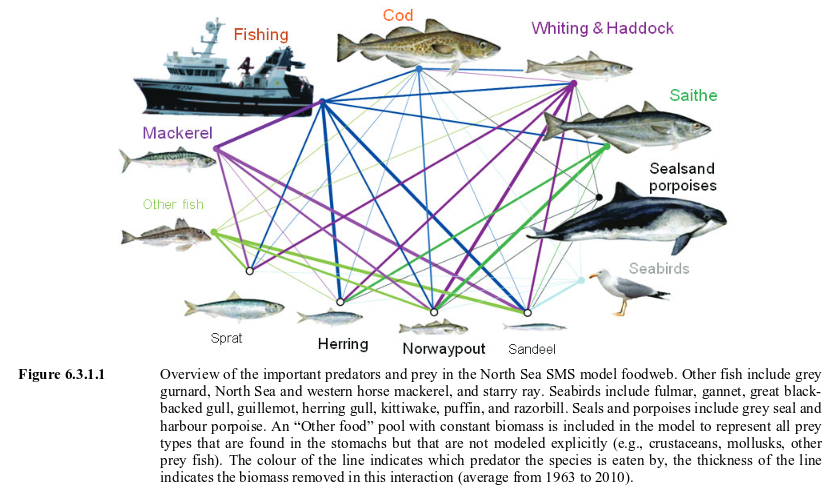 Cod
Fishing
Whiting & Haddock
Saithe
Mackerel
Sealsand
porpoises
Other fish
Seabirds
Sprat
Herring
Norwaypout
Sandeel
Figure 6.3.1.1
Overview of the important predators and prey in the North Sea SMS model foodweb. Other fish include grey
gurnard, North Sea and western horse mackerel, and starry ray. Seabirds include fulmar, gannet, great black-
backed gull, guillemot, herring gull, kittiwake, puffin, and razorbill. Seals and porpoises include grey seal and
harbour porpoise. An “Other food” pool with constant biomass is included in the model to represent all prey
types that are found in the stomachs but that are not modeled explicitly (e.g., crustaceans, mollusks, other
prey fish). The colour of the line indicates which predator the species is eaten by, the thickness of the line
indicates the biomass removed in this interaction (average from 1963 to 2010).